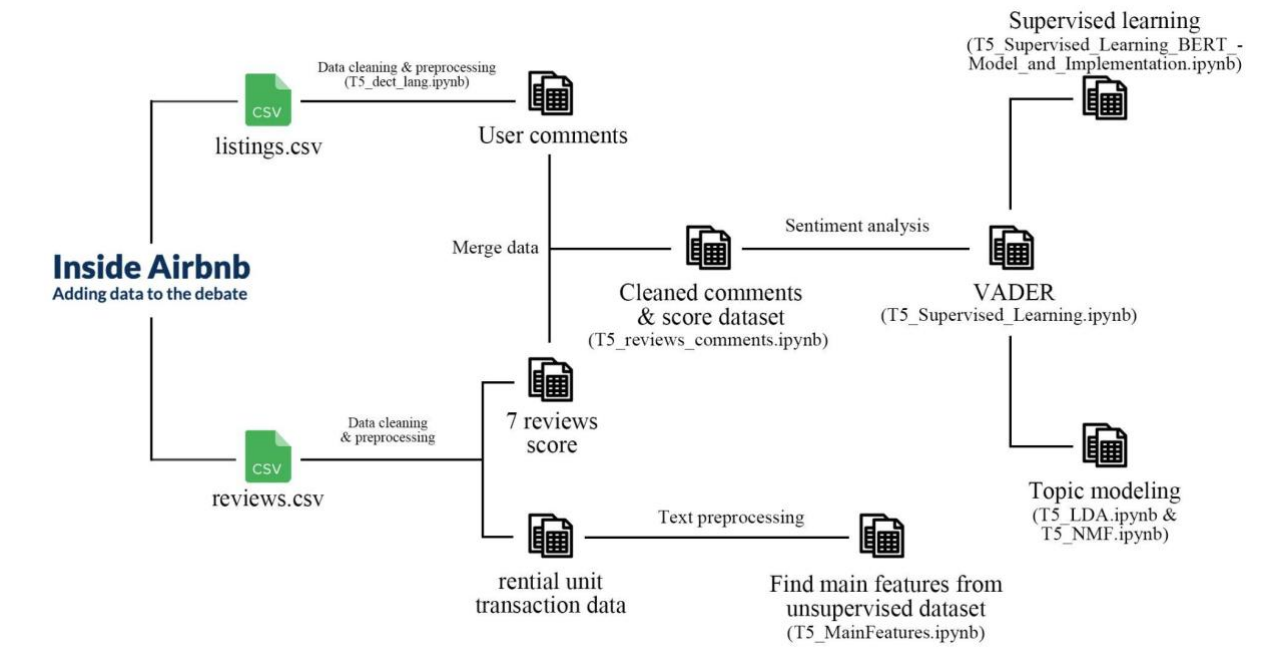 Supervised learning
(T5_Supervised_Learning_BERT_-
Model_and_Implementation.ipynb)
Data cleaning & preprocessing
(T5_dect_lang.ipynb)
CSV
listings.csv
User comments
Merge data
Sentiment analysis
Inside Airbnb
Adding data to the debate
Cleaned comments
& score dataset
(T5_reviews_comments.ipynb)
VADER
(T5_Supervised_Learning.ipynb)
Data cleaning
& preprocessing
7 reviews
score
CSV
reviews.csv
Topic modeling
(T5_LDA.ipynb &
T5_NMF.ipynb)
Text preprocessing
rential unit
transaction data
Find main features from
unsupervised dataset
(T5_MainFeatures.ipynb)